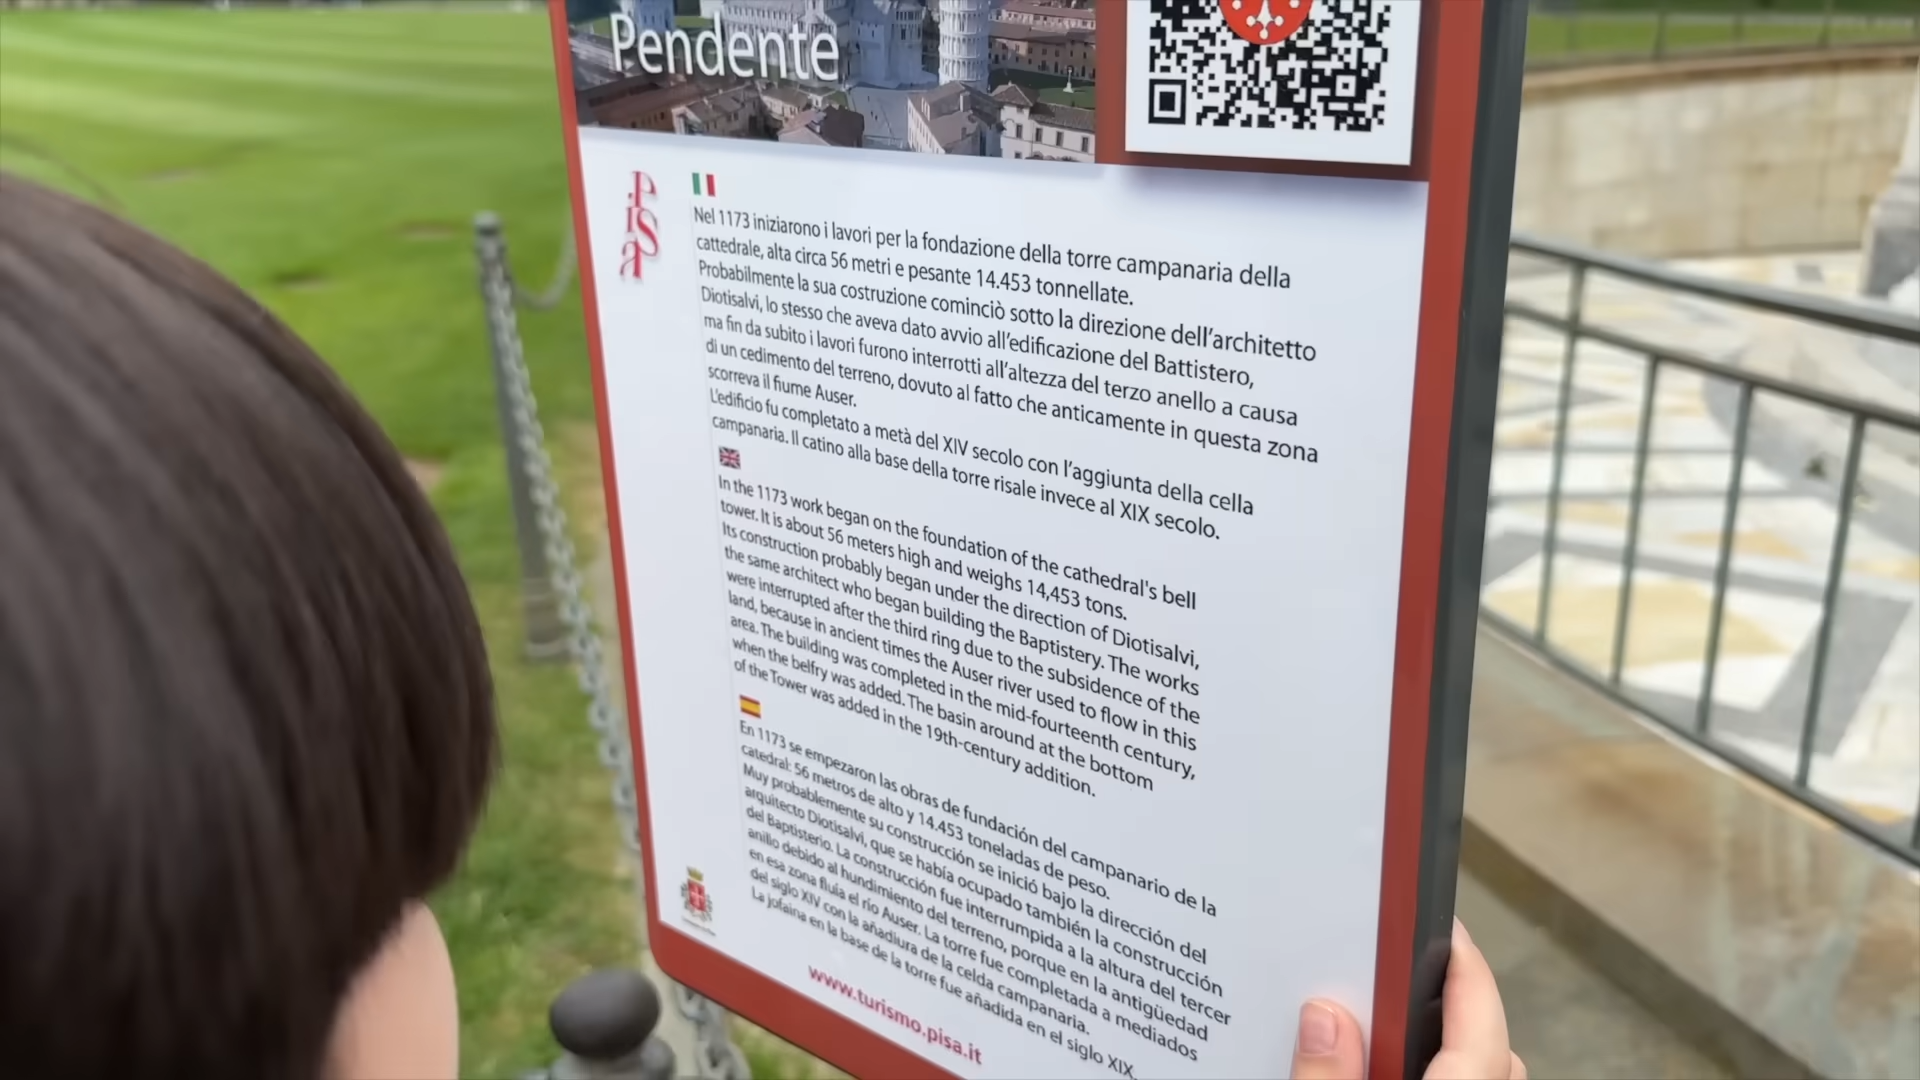 Pendente
PISA
Nel 1173 iniziarono i lavori per la fondazione della torre campanaria della
cattedrale, alta circa 56 metri e pesante 14.453 tonnellate.
Probabilmente la sua costruzione cominciò sotto la direzione dell'architetto
Diotisalvi, lo stesso che aveva dato avvio all'edificazione del Battistero,
ma fin da subito i lavori furono interrotti all'altezza del terzo anello a causa
di un cedimento del terreno, dovuto al fatto che anticamente in questa zona
scorreva il fiume Auser.
L'edificio fu completato a metà del XIV secolo con l'aggiunta della cella
campanaria. Il catino alla base della torre risale invece al XIX secolo.
In the 1173 work began on the foundation of the cathedral's bell
tower. It is about 56 meters high and weighs 14,453 tons.
Its construction probably began under the direction of Diotisalvi,
the same architect who began building the Baptistery. The works
were interrupted after the third ring due to the subsidence of the
land, because in ancient times the Auser river used to flow in this
area. The building was completed in the mid-fourteenth century,
when the belfry was added. The basin around at the bottom
of the Tower was added in the 19th-century addition.
En 1173 se empezaron las obras de fundación del campanario de la
catedral: 56 metros de alto y 14.453 toneladas de peso.
Muy probablemente su construcción se inició bajo la dirección del
arquitecto Diotisalvi, que se había ocupado también la construcción
del Baptisterio. La construcción fue interrumpida a la altura del tercer
anillo debido al hundimiento del terreno, porque en la antigüedad
en esa zona fluía el río Auser. La torre fue completada a mediados
del siglo XIV con la añadiura de la celda campanaria.
La jofaina en la base de la torre fue añadida en el siglo XIX.
www.turismo.pisa.it